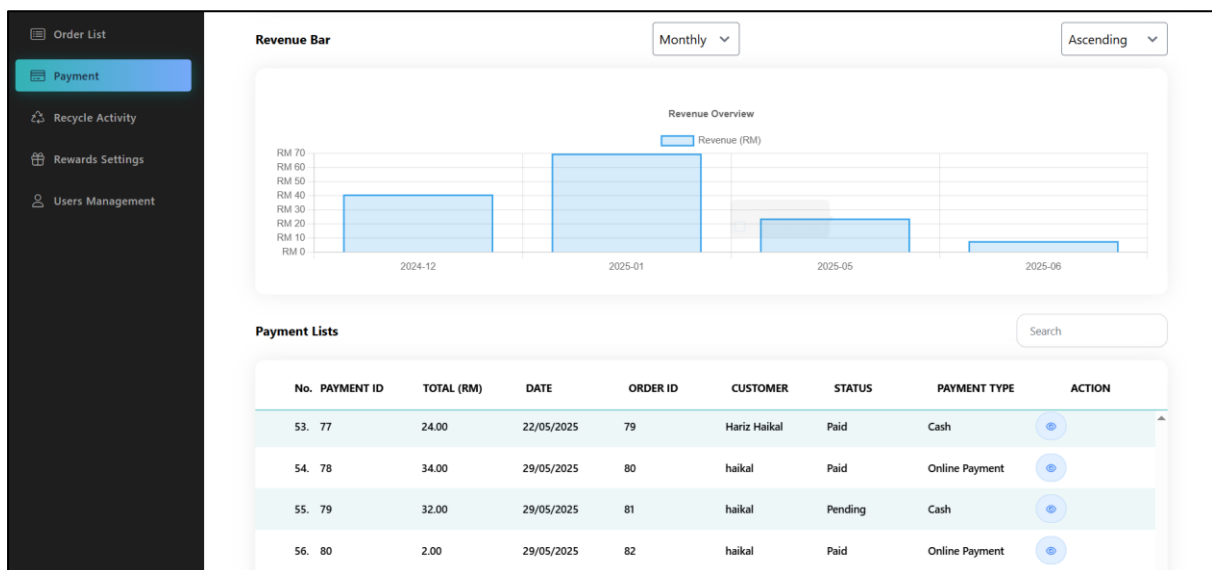 Order List
Payment
Recycle Activity
Rewards Settings
Users Management
Revenue Bar
Monthly
Ascending
Revenue Overview
Revenue (RM)
RM 70
RM 60
RM 50
RM 40
RM 30
RM 20
RM 10
RM 0
2024-12 2025-01 2025-05 2025-06
Payment Lists
Search
No. PAYMENT ID TOTAL (RM) DATE ORDER ID CUSTOMER STATUS PAYMENT TYPE ACTION
53. 77 24.00 22/05/2025 79 Hariz Haikal Paid Cash
54. 78 34.00 29/05/2025 80 haikal Paid Online Payment
55. 79 32.00 29/05/2025 81 haikal Pending Cash
56. 80 2.00 29/05/2025 82 haikal Paid Online Payment